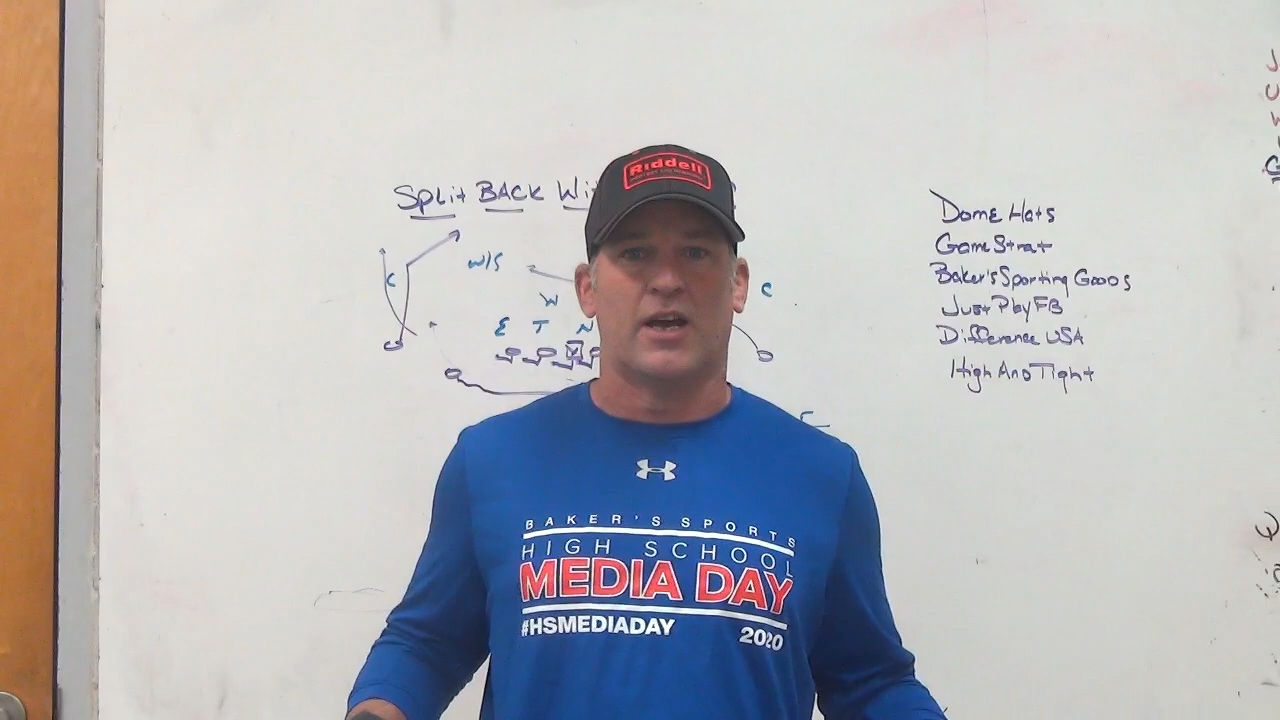 Riddell
Split BACK
Dome Hats
Game Strat
Baker's Sporting Goods
Just Play FB
Difference USA
High And Tight
C
W/S
C
W
E T N
BAKER'S SPORTS
HIGH SCHOOL
MEDIA DAY
#HSMEDIADAY 2020